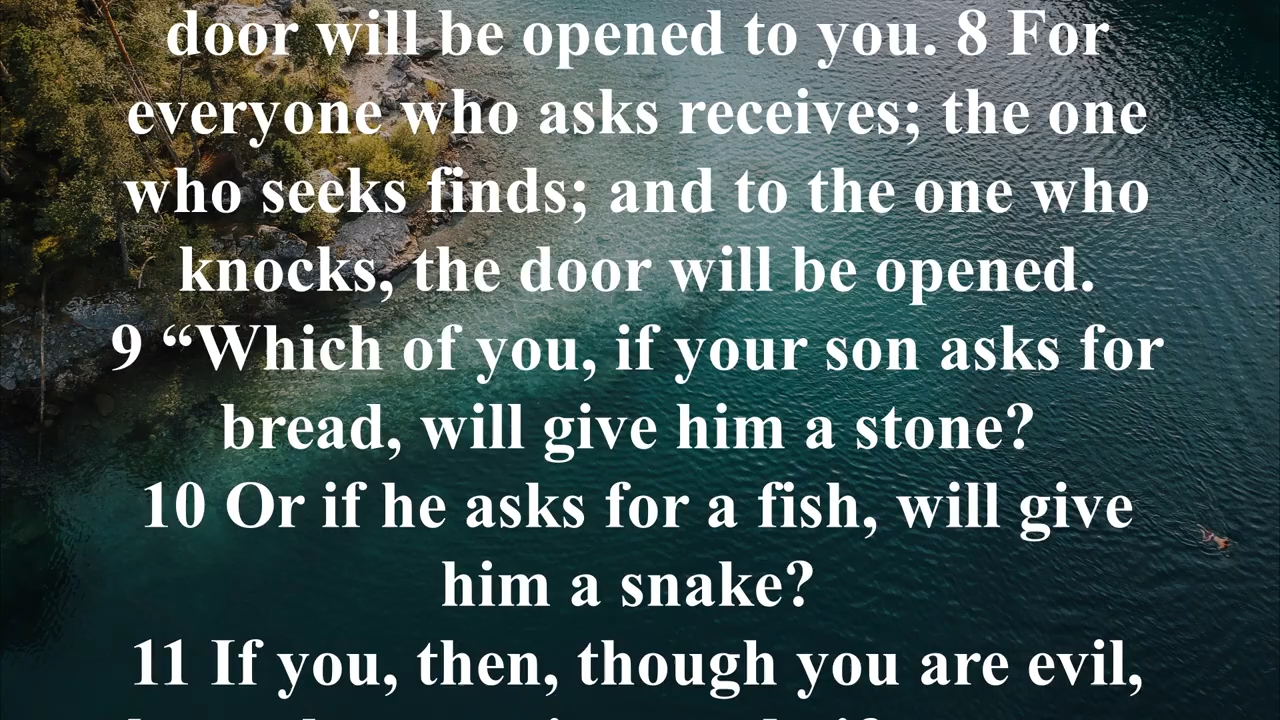 door will be opened to you. 8 For
everyone who asks receives; the one
who seeks finds; and to the one who
knocks, the door will be opened.
9 “Which of you, if your son asks for
bread, will give him a stone?
10 Or if he asks for a fish, will give
him a snake?
11 If you, then, though you are evil,